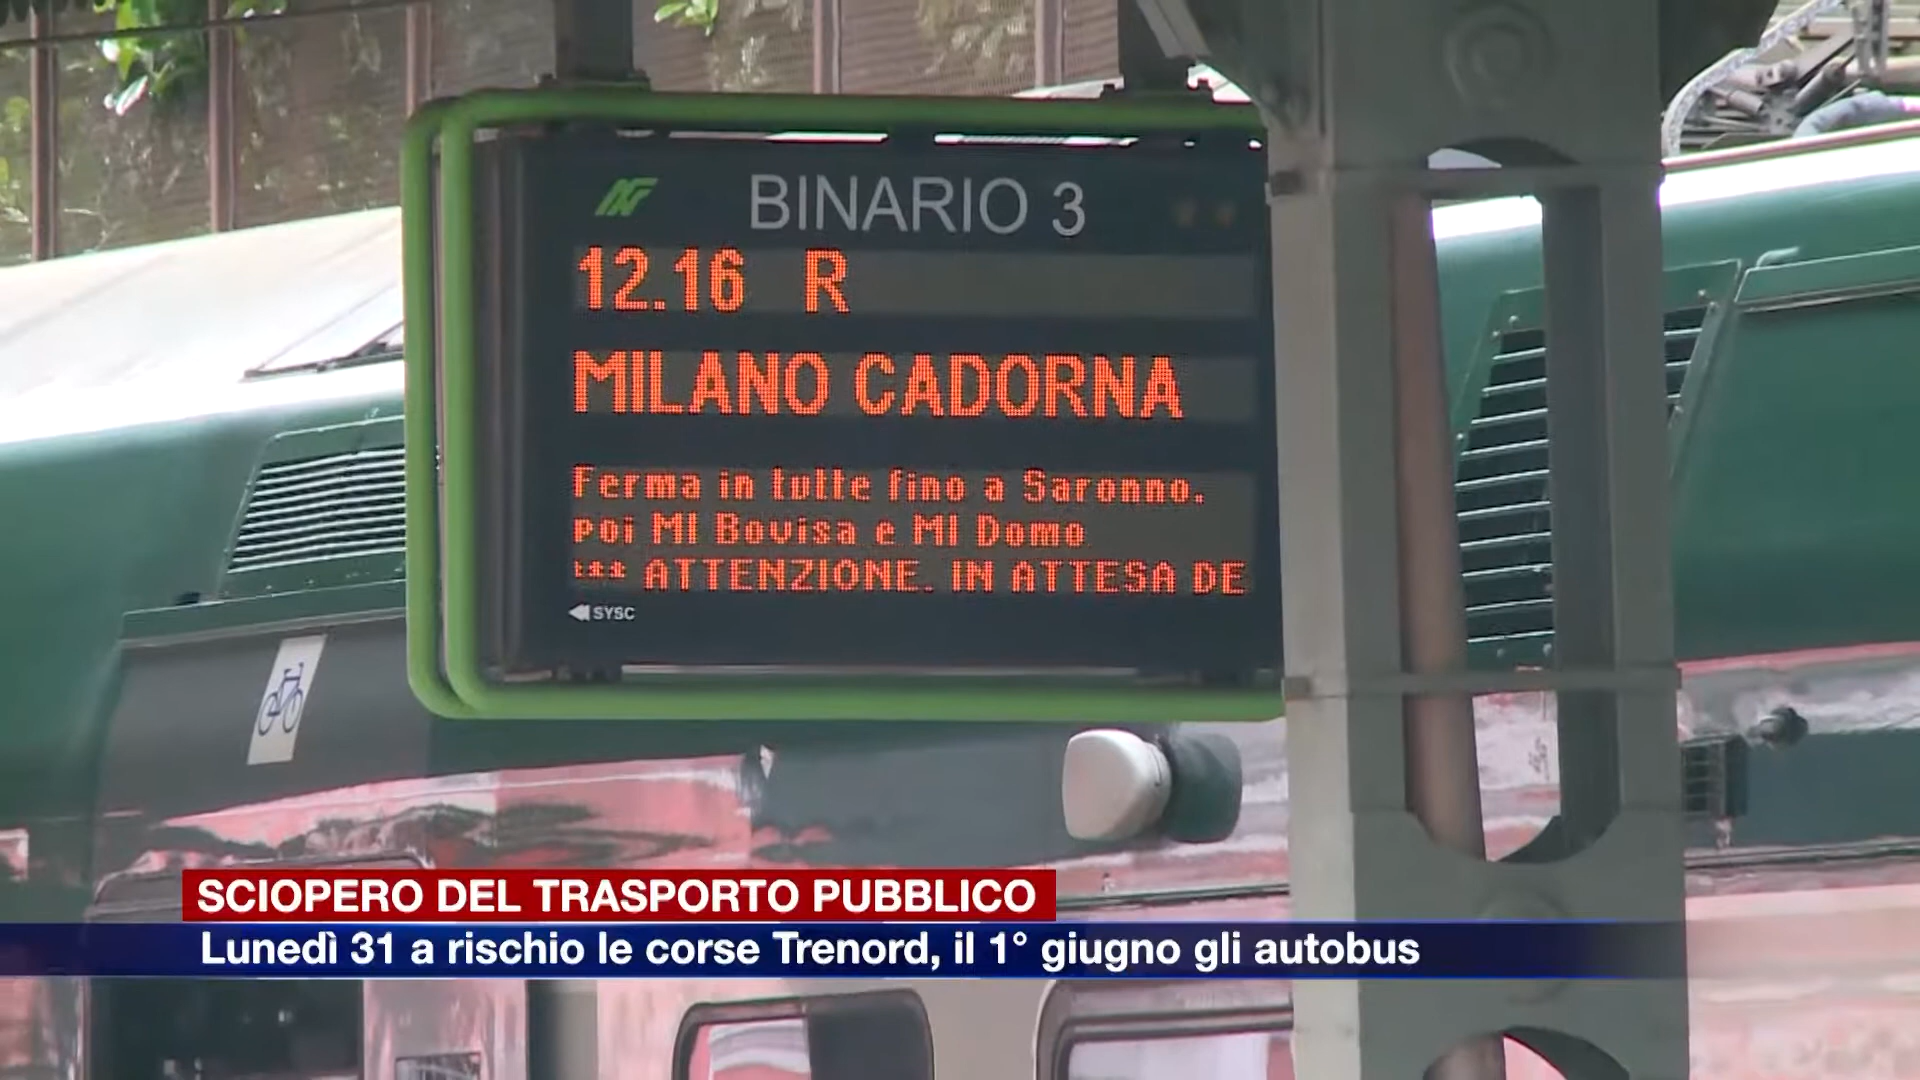 BINARIO 3
12.16 R
MILANO CADORNA
Ferma in tutte fino a Saronno.
poi MI Bovisa e MI Domo
*** ATTENZIONE. IN ATTESA DE
SYSC
SCIOPERO DEL TRASPORTO PUBBLICO
Lunedì 31 a rischio le corse Trenord, il 1° giugno gli autobus